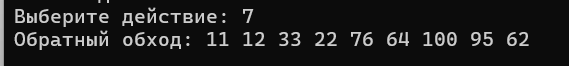 Выберите действие: 7
Обратный обход: 11 12 33 22 76 64 100 95 62